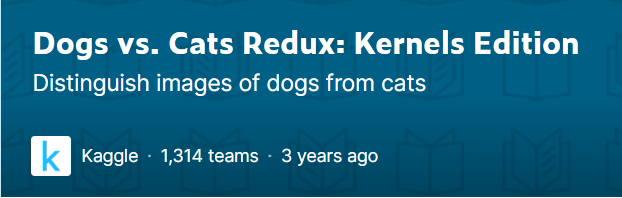 Dogs vs. Cats Redux: Kernels Edition
Distinguish images of dogs from cats
k Kaggle · 1,314 teams · 3 years ago